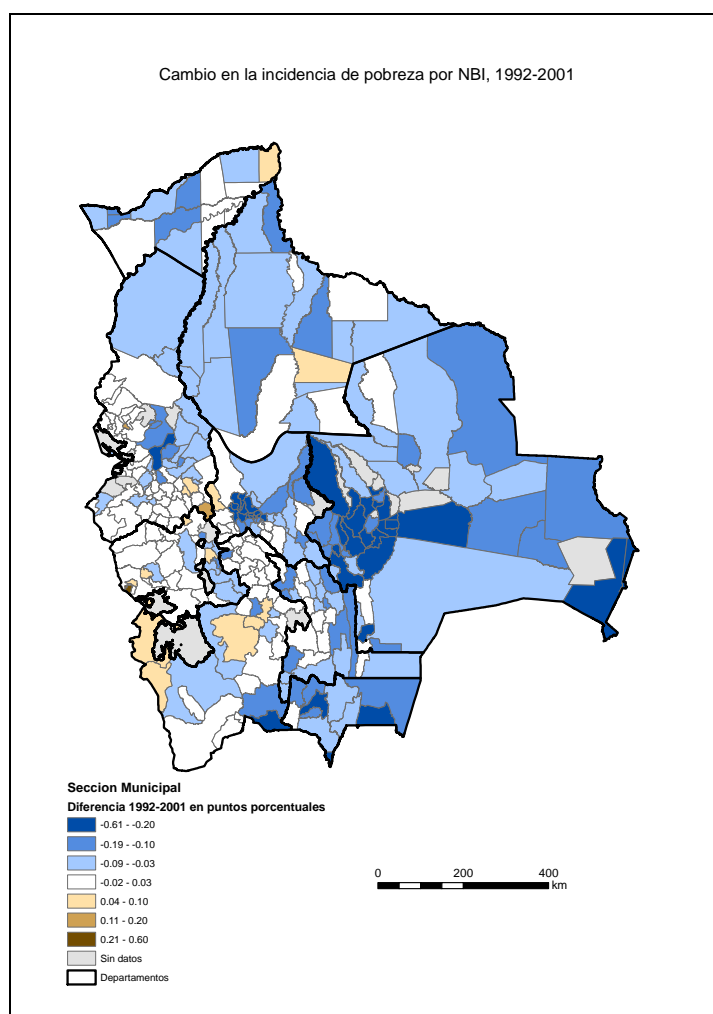 Cambio en la incidencia de pobreza por NBI, 1992-2001
Seccion Municipal
Diferencia 1992-2001 en puntos porcentuales
-0.61 - -0.20
-0.19 - -0.10
-0.09 - -0.03
-0.02 - 0.03
0.04 - 0.10
0.11 - 0.20
0.21 - 0.60
Sin datos
Departamentos
0 200 400
km